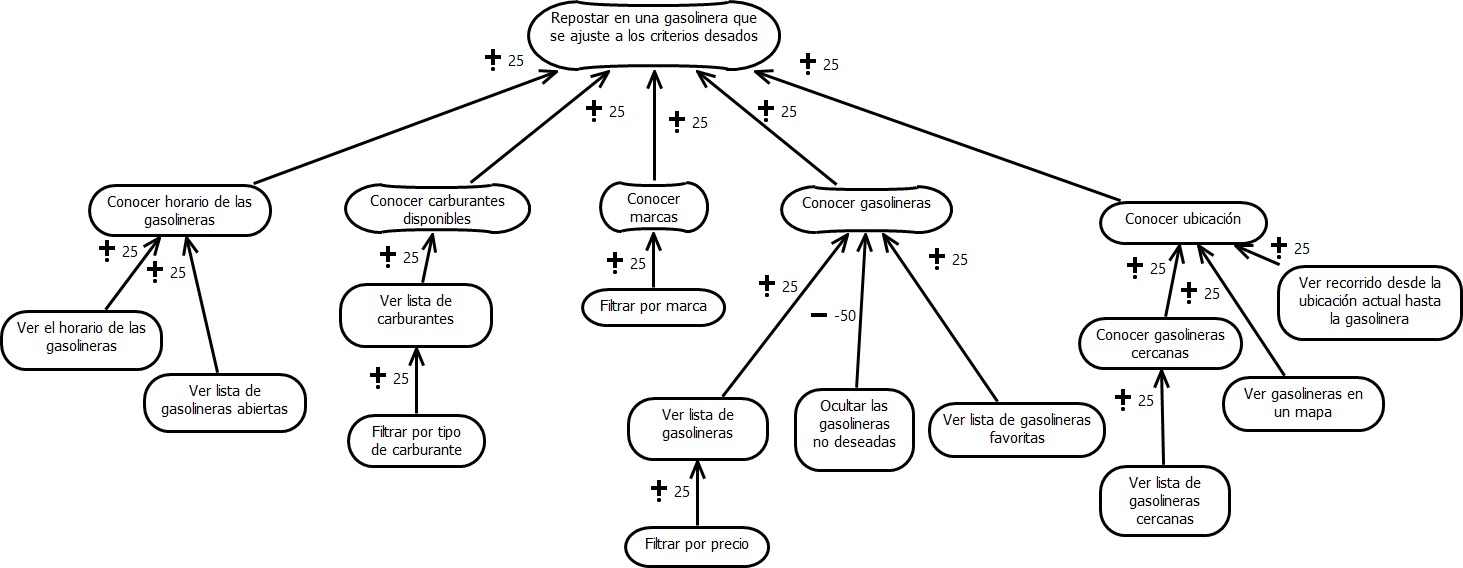 Repostar en una gasolinera que
se ajuste a los criterios desados
25
25
25
25
25
Conocer horario de las
gasolineras
Conocer carburantes
disponibles
Conocer
marcas
Conocer gasolineras
Conocer ubicación
25
25
25
25
25
-50
25
25
25
25
Ver el horario de las
gasolineras
Ver lista de
gasolineras abiertas
Ver lista de
carburantes
25
Filtrar por tipo
de carburante
Filtrar por marca
Ver lista de
gasolineras
Ocultar las
gasolineras
no deseadas
Ver lista de gasolineras
favoritas
25
Filtrar por precio
Conocer gasolineras
cercanas
Ver gasolineras en
un mapa
Ver recorrido desde la
ubicación actual hasta
la gasolinera
25
Ver lista de
gasolineras
cercanas